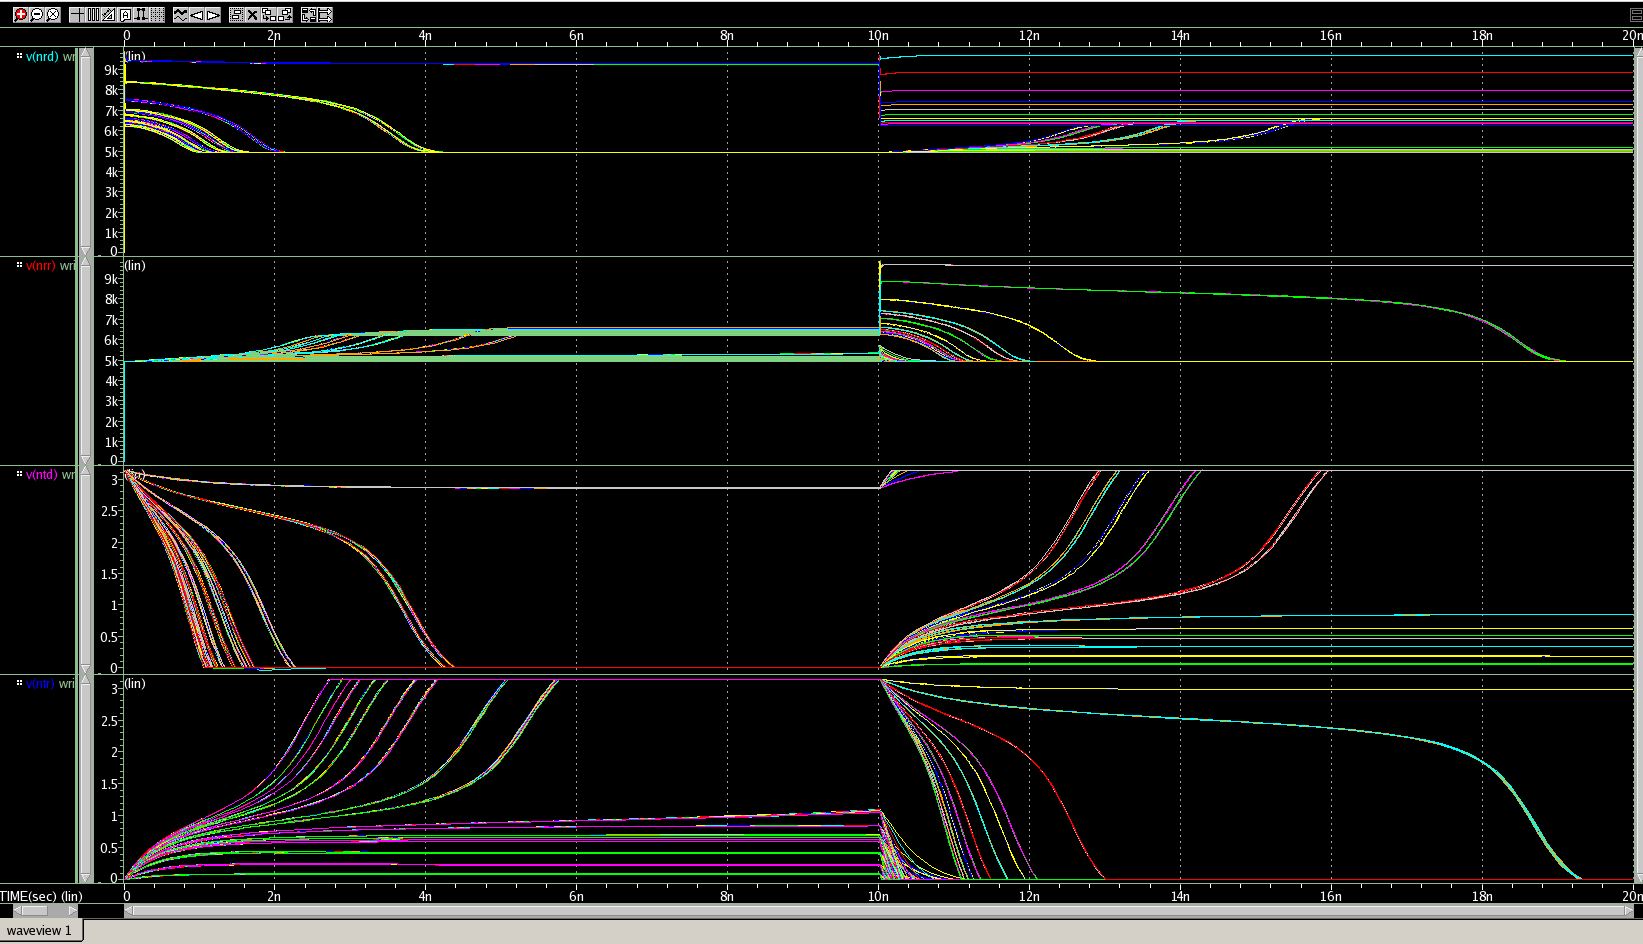 0 2n 4n 6n 8n 10n 12n 14n 16n 18n 20n
v(nrd) wr (lin)
9k
8k
7k
6k
5k
4k
3k
2k
1k
0
v(nrr) wri (lin)
9k
8k
7k
6k
5k
4k
3k
2k
1k
0
v(ntd) wr
3
2.5
2
1.5
1
0.5
0
v(ntr) wri (lin)
3
2.5
2
1.5
1
0.5
0
TIME(sec) (lin) 0 2n 4n 6n 8n 10n 12n 14n 16n 18n 20n
waveview 1